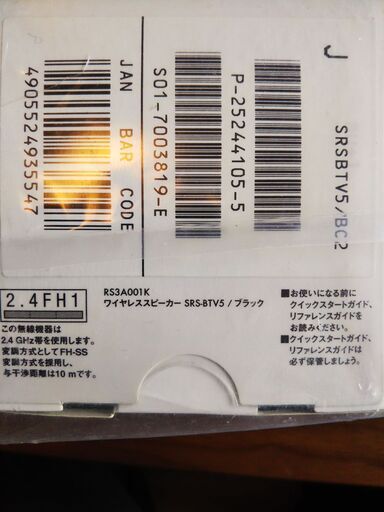 J
SRSBTV5/BC2
P-25244105-5
S01-7003819-E
JAN BAR CODE
4905524935547
2.4FH1
この無線機器は
2.4 GHz帯を使用します。
変調方式としてFH-SS
変調方式を採用し、
与干渉距離は10 mです。
RS3A001K
ワイヤレススピーカー SRS-BTV5 / ブラック
■お使いになる前に
クイックスタートガイド、
リファレンスガイドを
お読みください。
■クイックスタートガイド、
リファレンスガイドは
必ず保管しましょう。